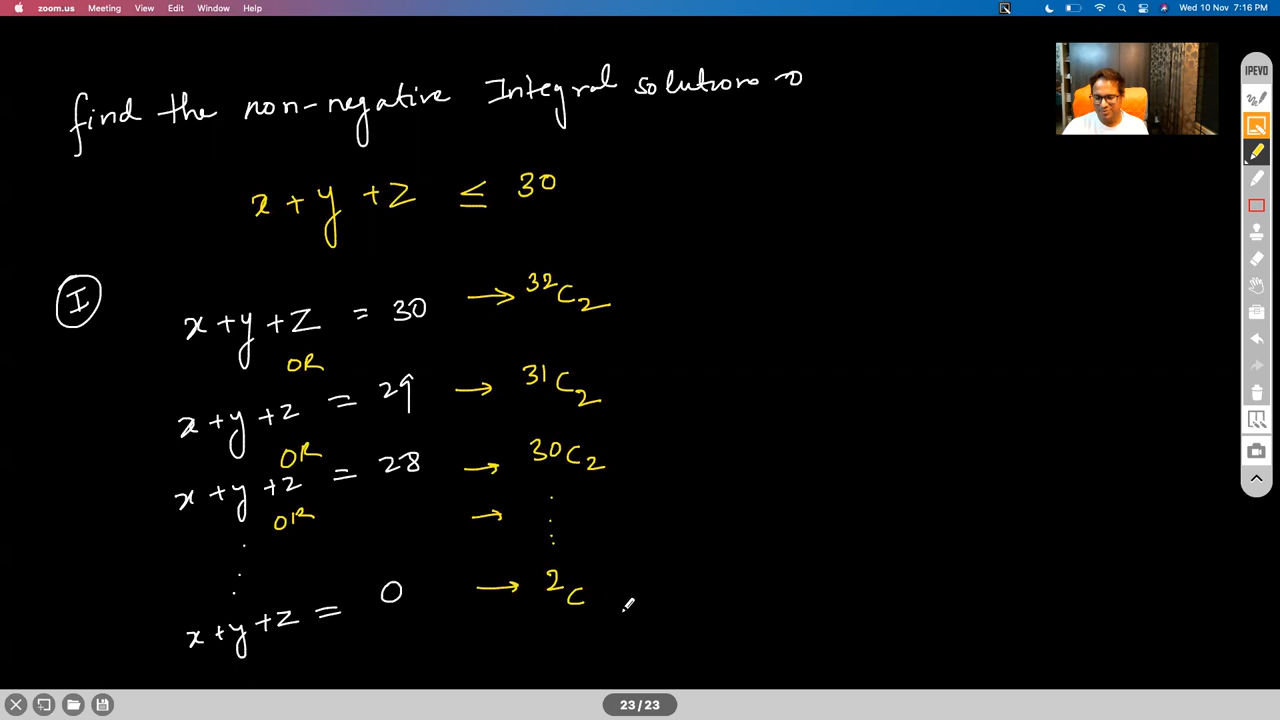 zoom.us Meeting View Edit Window Help Wed 10 Nov 7:16 PM
find the non-negative Integral solutions
x + y + z ≤ 30
I
x + y + z = 30 → ³²C₂
OR
x + y + z = 29 → ³¹C₂
OR
x + y + z = 28 → ³⁰C₂
OR → ⋮
⋮
x + y + z = 0 → ²C
IPEVO
23/23